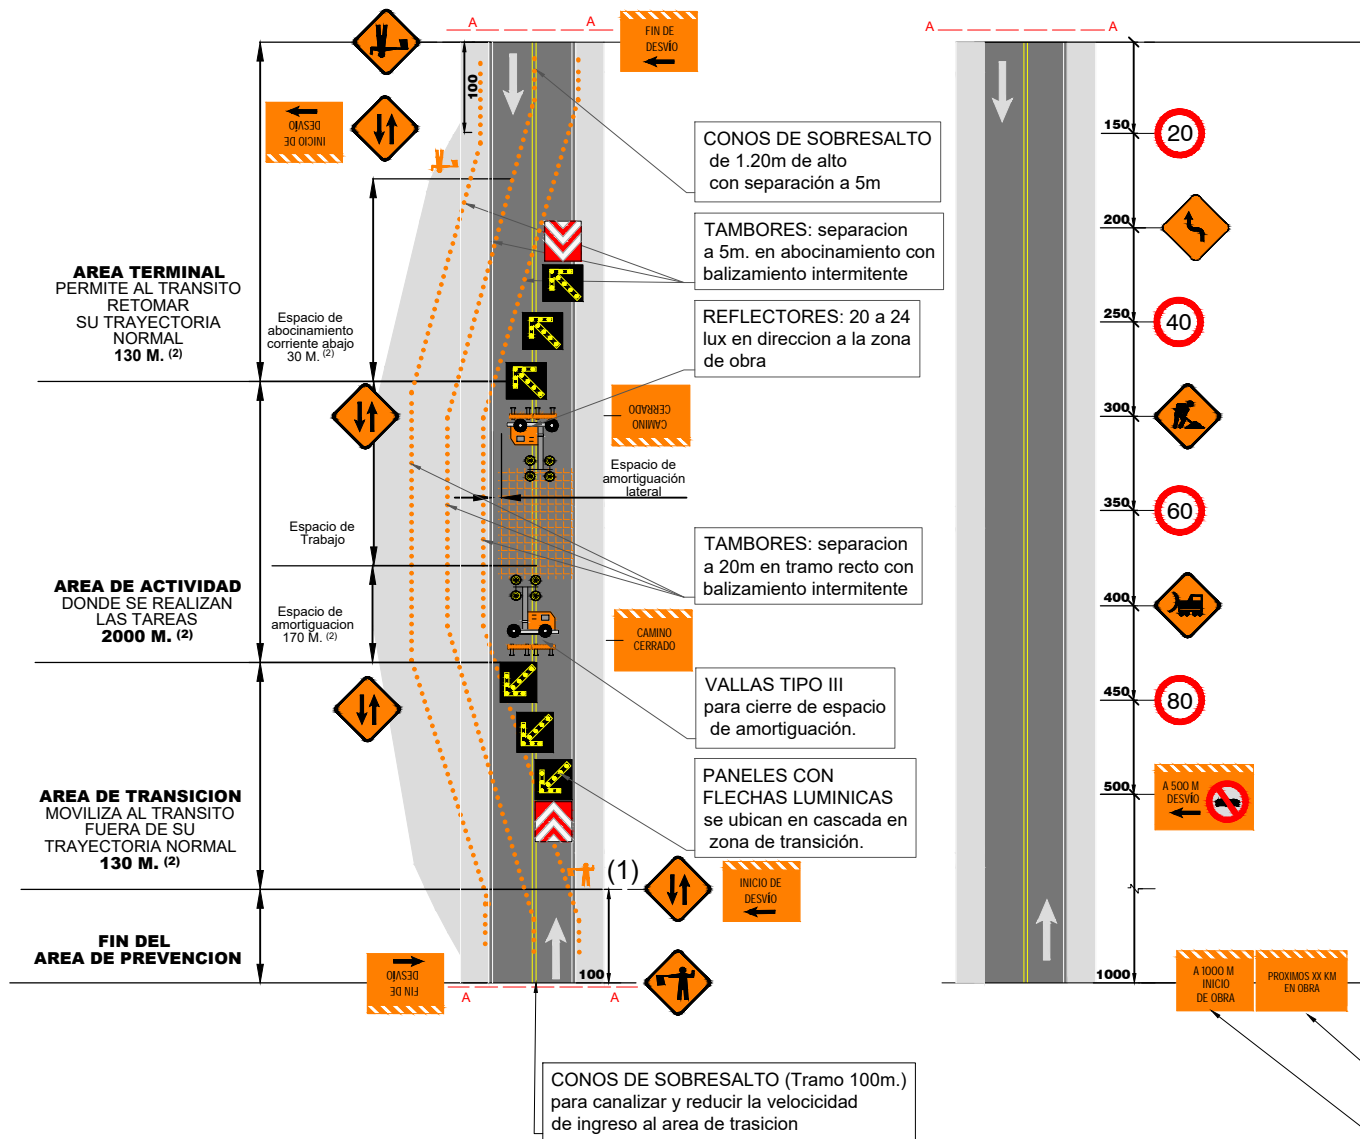 A
A
FIN DE
DESVÍO
100
INICIO DE
DESVÍO
CONOS DE SOBRESALTO
de 1.20m de alto
con separación a 5m
TAMBORES: separacion
a 5m. en abocinamiento con
balizamiento intermitente
AREA TERMINAL
PERMITE AL TRANSITO
RETOMAR
SU TRAYECTORIA
NORMAL
130 M. (2)
Espacio de
abocinamiento
corriente abajo
30 M. (2)
REFLECTORES: 20 a 24
lux en direccion a la zona
de obra
CAMINO
CERRADO
Espacio de
amortiguación
lateral
Espacio de
Trabajo
TAMBORES: separacion
a 20m en tramo recto con
balizamiento intermitente
AREA DE ACTIVIDAD
DONDE SE REALIZAN
LAS TAREAS
2000 M. (2)
Espacio de
amortiguacion
170 M. (2)
CAMINO
CERRADO
VALLAS TIPO III
para cierre de espacio
de amortiguación.
PANELES CON
FLECHAS LUMINICAS
se ubican en cascada en
zona de transición.
AREA DE TRANSICION
MOVILIZA AL TRANSITO
FUERA DE SU
TRAYECTORIA NORMAL
130 M. (2)
(1)
INICIO DE
DESVÍO
FIN DEL
AREA DE PREVENCION
FIN DE
DESVÍO
100
A
A
CONOS DE SOBRESALTO (Tramo 100m.)
para canalizar y reducir la velocicidad
de ingreso al area de trasicion
A
A
150
20
200
250
40
300
350
60
400
450
80
500
A 500 M
DESVÍO
1000
A 1000 M
INICIO
DE OBRA
PROXIMOS XX KM
EN OBRA